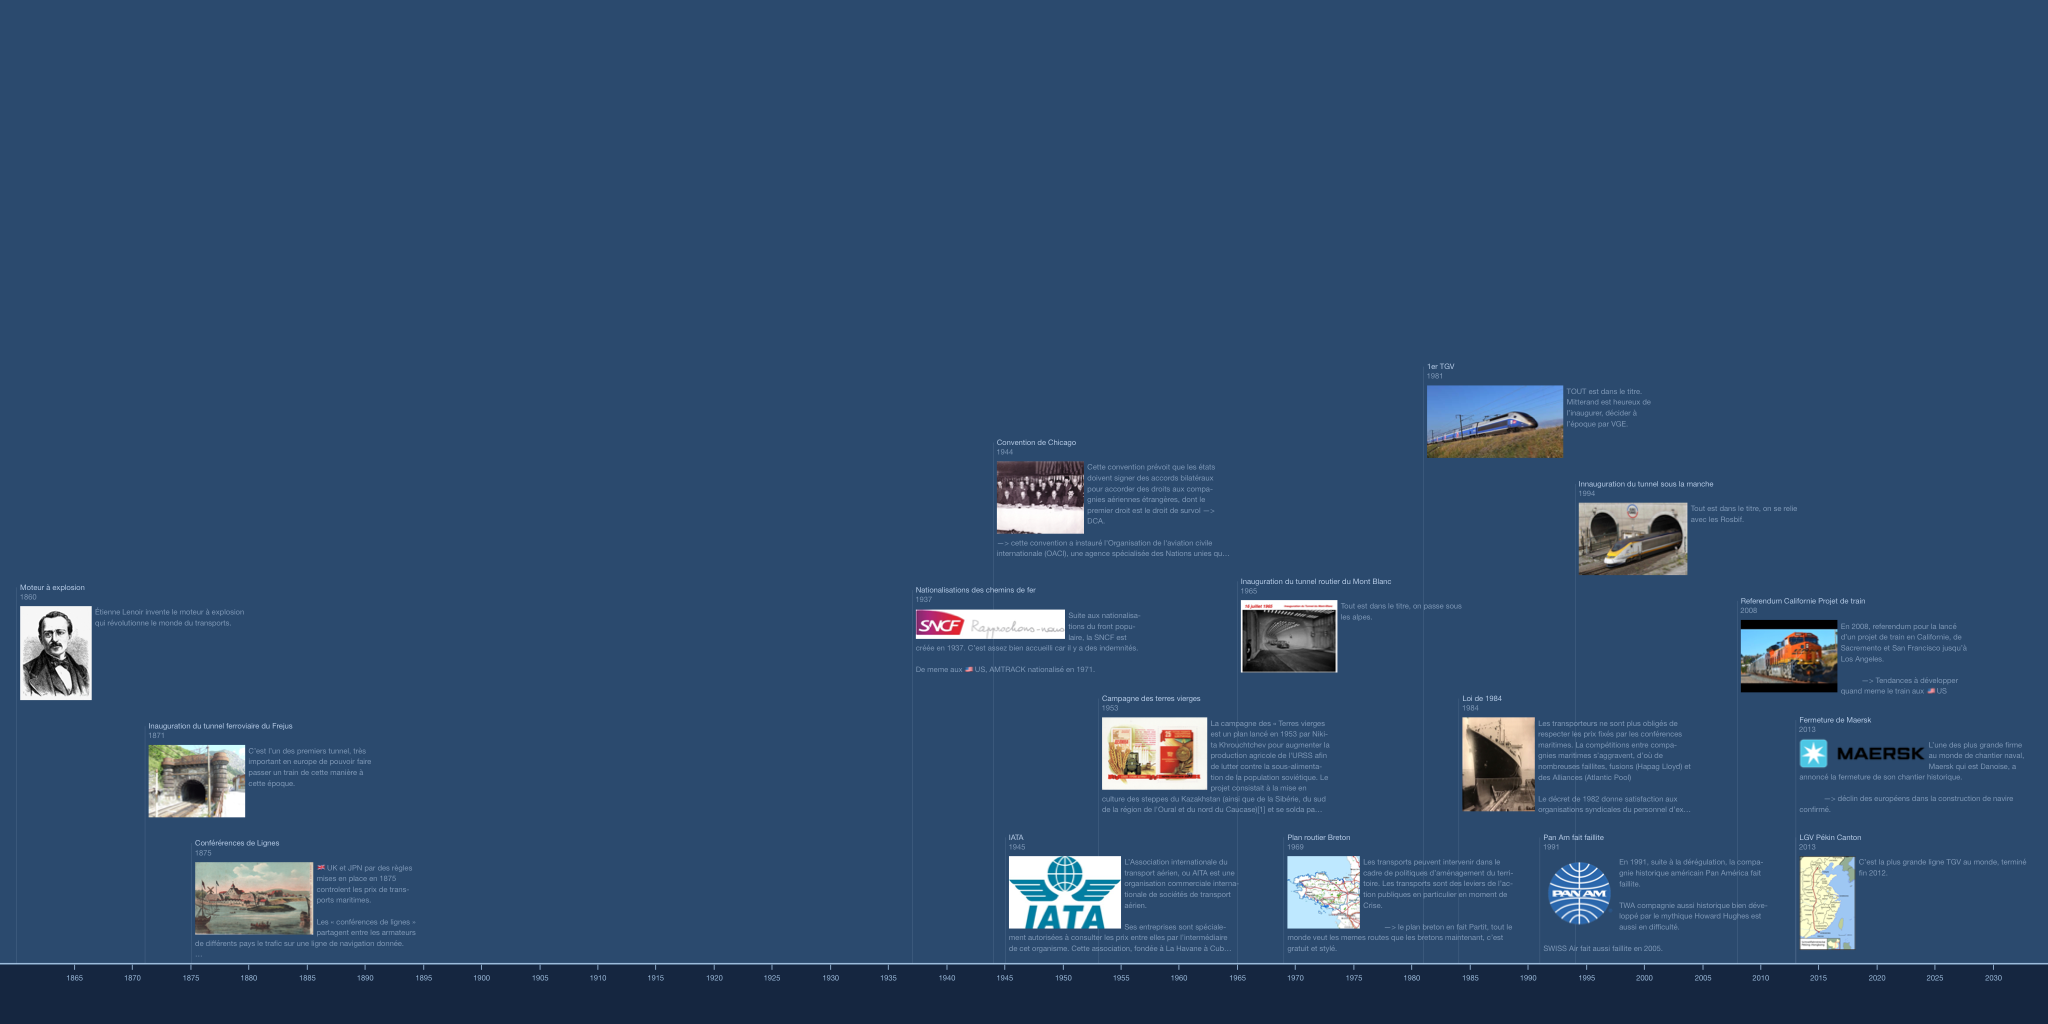 1er TGV
1981
TOUT est dans le titre.
Mitterand est heureux de
l'inaugurer, décider à
l'époque par VGE.
Convention de Chicago
1944
Cette convention prévoit que les états
doivent signer des accords bilatéraux
pour accorder des droits aux compa-
gnies aériennes étrangères, dont le
premier droit est le droit de survol —>
DCA.
—> cette convention a instauré l'Organisation de l'aviation civile
internationale (OACI), une agence spécialisée des Nations unies qu...
Innauguration du tunnel sous la manche
1994
Tout est dans le titre, on se relie
avec les Rosbif.
Moteur à explosion
1860
Étienne Lenoir invente le moteur à explosion
qui révolutionne le monde du transports.
Nationalisations des chemins de fer
1937
SNCF Rapprochons-nous
Suite aux nationalisa-
tions du front popu-
laire, la SNCF est
créée en 1937. C'est assez bien accueilli car il y a des indemnités.
De meme aux 🇺🇸 US, AMTRACK nationalisé en 1971.
Inauguration du tunnel routier du Mont Blanc
1965
Tout est dans le titre, on passe sous
les alpes.
Referendum Californie Projet de train
2008
En 2008, referendum pour la lancé
d'un projet de train en Californie, de
Sacremento et San Francisco jusqu'à
Los Angeles.
—> Tendances à développer
quand meme le train aux 🇺🇸 US
Campagne des terres vierges
1953
La campagne des « Terres vierges
est un plan lancé en 1953 par Niki-
ta Khrouchtchev pour augmenter la
production agricole de l'URSS afin
de lutter contre la sous-alimenta-
tion de la population soviétique. Le
projet consistait à la mise en
culture des steppes du Kazakhstan (ainsi que de la Sibérie, du sud
de la région de l'Oural et du nord du Caucase)[1] et se solda pa...
Loi de 1984
1984
Les transporteurs ne sont plus obligés de
respecter les prix fixés par les conférences
maritimes. La compétitions entre compa-
gnies maritimes s'aggravent, d'où de
nombreuses faillites, fusions (Hapag Lloyd) et
des Alliances (Atlantic Pool)
Le décret de 1982 donne satisfaction aux
organisations syndicales du personnel d'ex...
Inauguration du tunnel ferroviaire du Frejus
1871
C'est l'un des premiers tunnel, très
important en europe de pouvoir faire
passer un train de cette manière à
cette époque.
Fermeture de Maersk
2013
MAERSK
L'une des plus grande firme
au monde de chantier naval,
Maersk qui est Danoise, a
annoncé la fermeture de son chantier historique.
—> déclin des européens dans la construction de navire
confirmé.
Conférérences de Lignes
1875
🇬🇧 UK et JPN par des règles
mises en place en 1875
controlent les prix de trans-
ports maritimes.
Les « conférences de lignes »
partagent entre les armateurs
de différents pays le trafic sur une ligne de navigation donnée.
...
IATA
1945
IATA
L'Association internationale du
transport aérien, ou AITA est une
organisation commerciale interna-
tionale de sociétés de transport
aérien.
Ses entreprises sont spéciale-
ment autorisées à consulter les prix entre elles par l'intermédiaire
de cet organisme. Cette association, fondée à La Havane à Cub...
Plan routier Breton
1969
Les transports peuvent intervenir dans le
cadre de politiques d'aménagement du terri-
toire. Les transports sont des leviers de l'ac-
tion publiques en particulier en moment de
Crise.
—> le plan breton en fait Partit, tout le
monde veut les memes routes que les bretons maintenant, c'est
gratuit et stylé.
Pan Am fait faillite
1991
PAN AM
En 1991, suite à la dérégulation, la compa-
gnie historique américain Pan América fait
faillite.
TWA compagnie aussi historique bien déve-
loppé par le mythique Howard Hughes est
aussi en difficulté.
SWISS Air fait aussi faillite en 2005.
LGV Pékin Canton
2013
C'est la plus grande ligne TGV au monde, terminé
fin 2012.
1865 1870 1875 1880 1885 1890 1895 1900 1905 1910 1915 1920 1925 1930 1935 1940 1945 1950 1955 1960 1965 1970 1975 1980 1985 1990 1995 2000 2005 2010 2015 2020 2025 2030